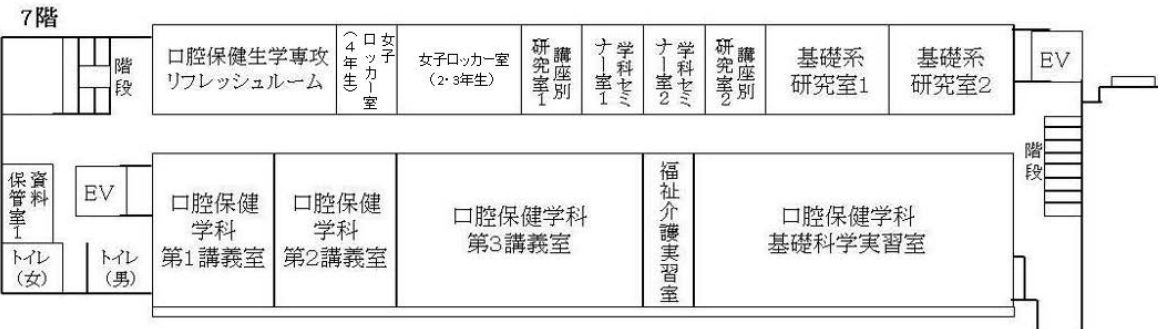 7階
階段
口腔保健生学専攻
リフレッシュルーム
女子
ロッカー室
(4年生)
女子ロッカー室
(2・3年生)
講座別
研究室1
学科セミ
ナー室1
学科セミ
ナー室2
講座別
研究室2
基礎系
研究室1
基礎系
研究室2
EV
階段
資料
保管室1
EV
トイレ
(女)
トイレ
(男)
口腔保健
学科
第1講義室
口腔保健
学科
第2講義室
口腔保健学科
第3講義室
福祉介護実習室
口腔保健学科
基礎科学実習室